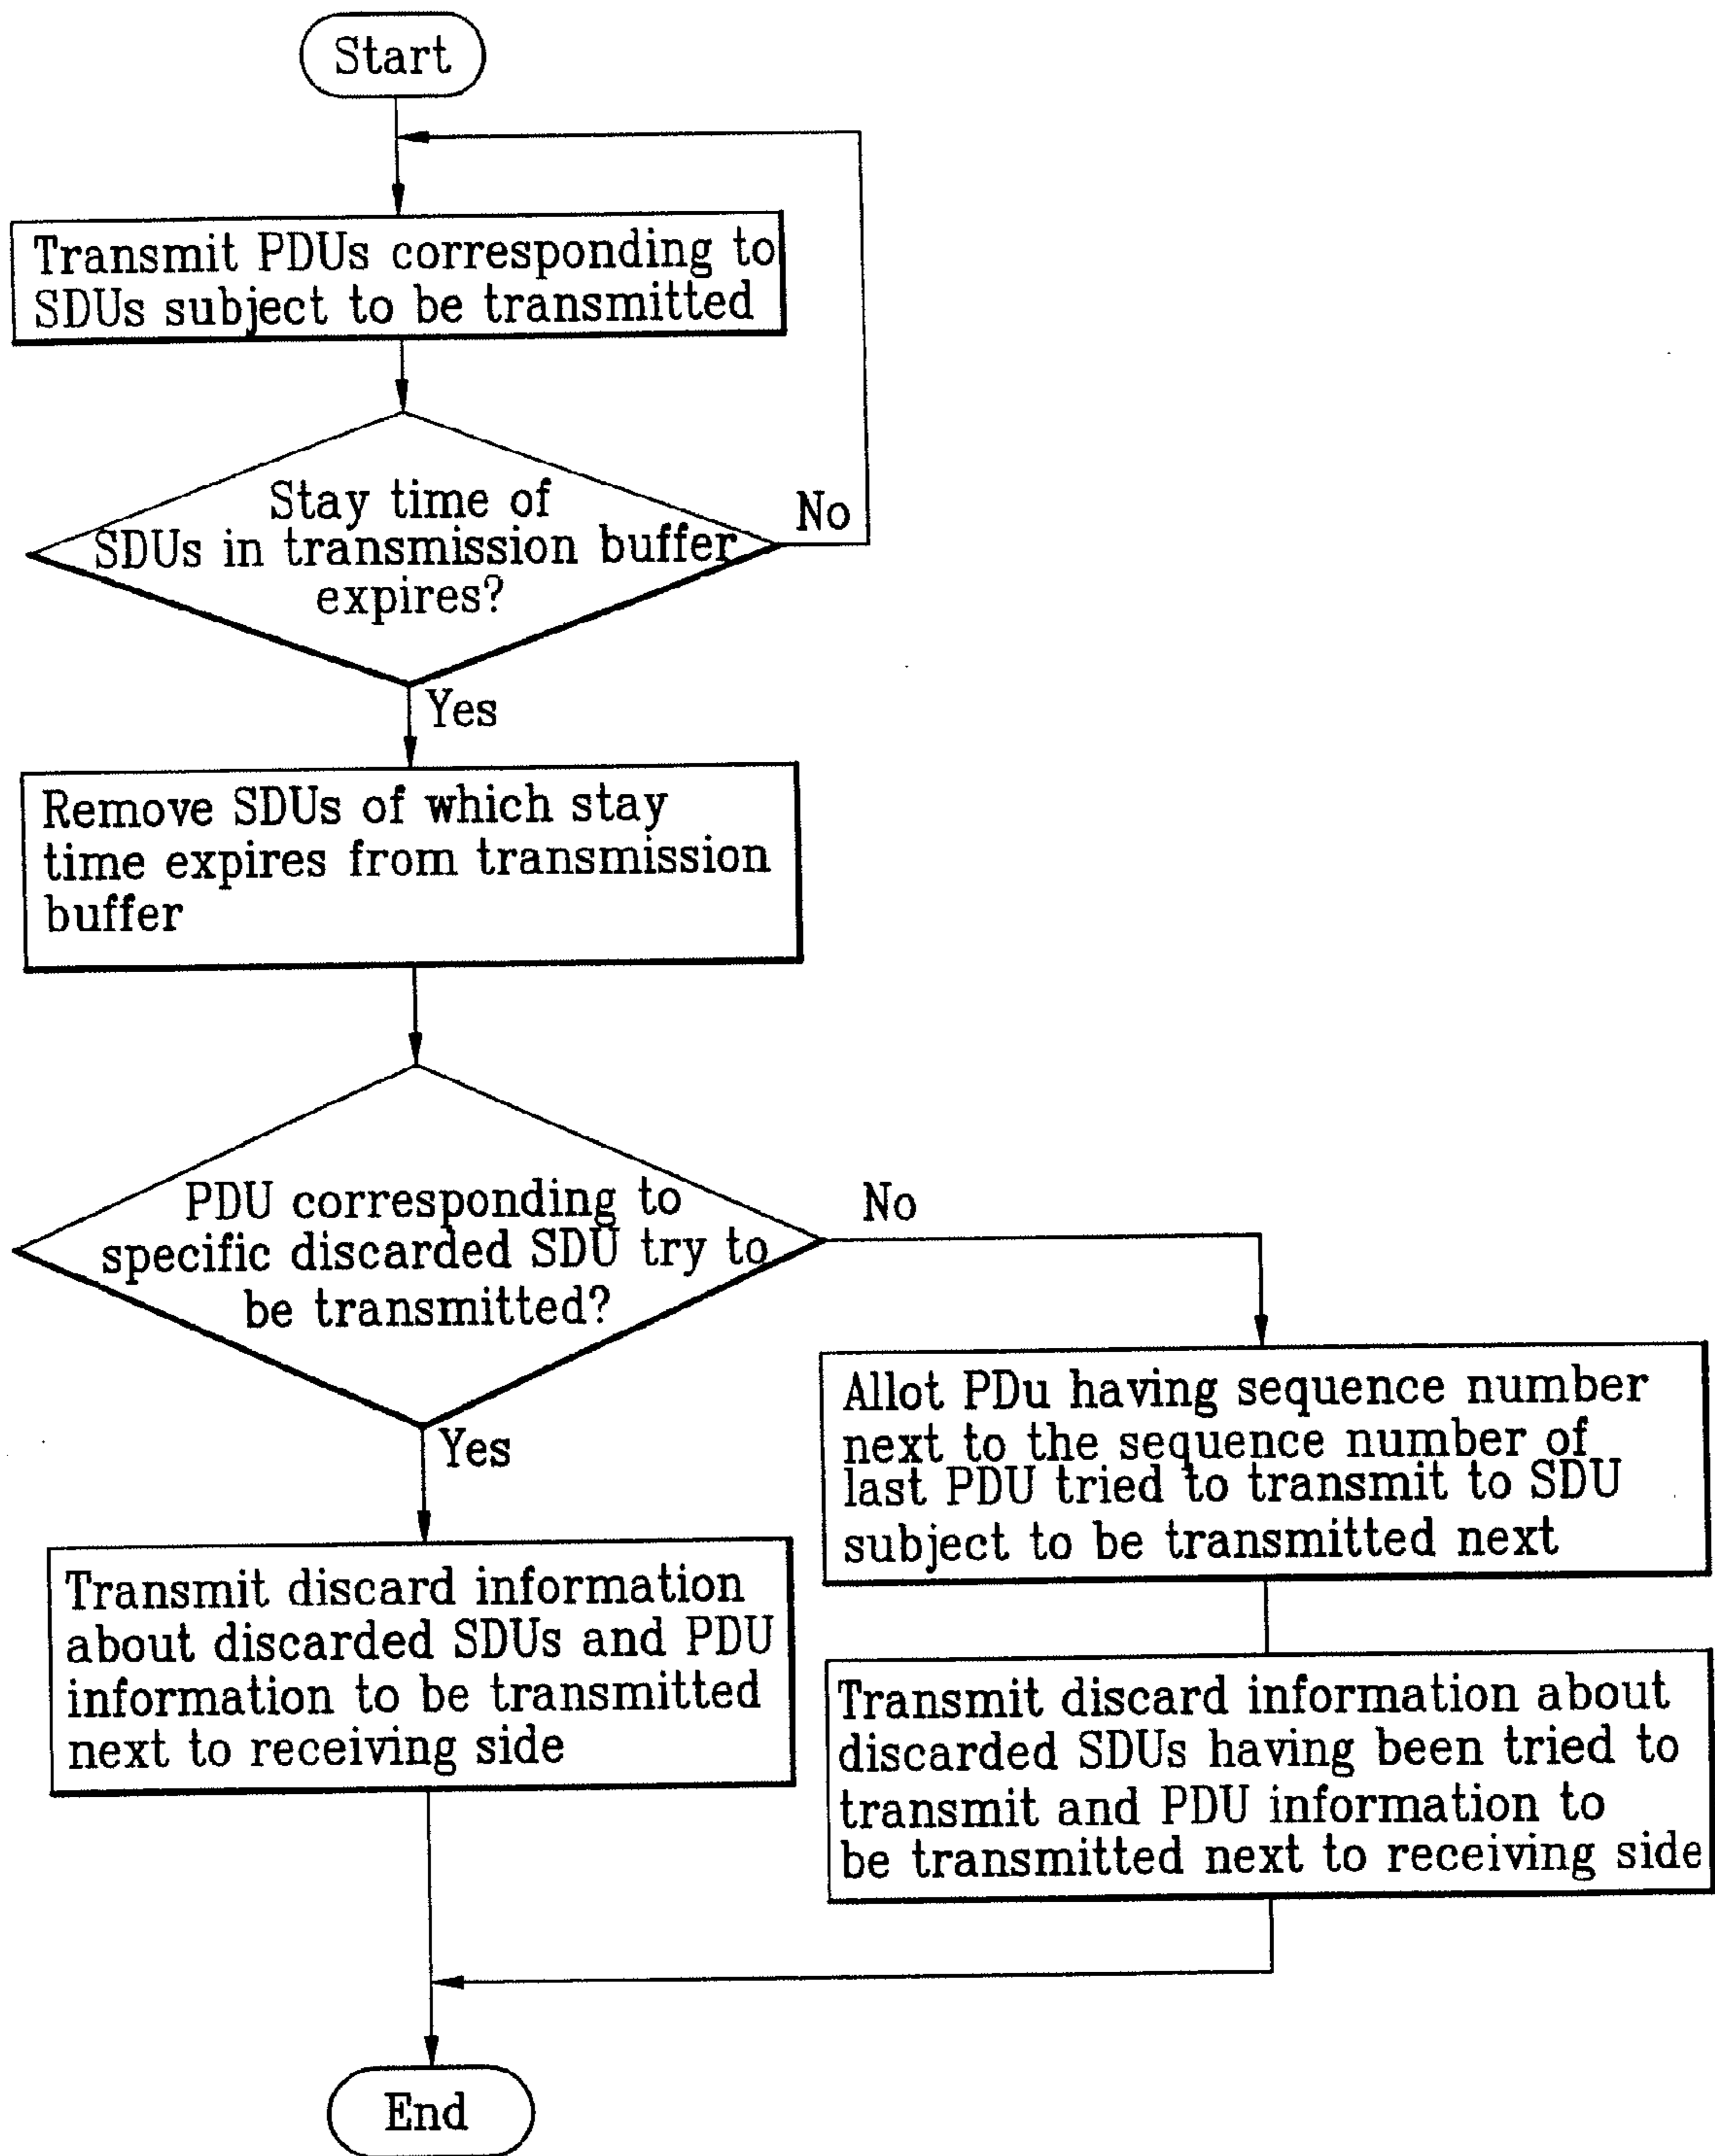 Start
Transmit PDUs corresponding to
SDUs subject to be transmitted
Stay time of
SDUs in transmission buffer
expires?
No
Yes
Remove SDUs of which stay
time expires from transmission
buffer
PDU corresponding to
specific discarded SDU try to
be transmitted?
No
Yes
Allot PDu having sequence number
next to the sequence number of
last PDU tried to transmit to SDU
subject to be transmitted next
Transmit discard information
about discarded SDUs and PDU
information to be transmitted
next to receiving side
Transmit discard information about
discarded SDUs having been tried to
transmit and PDU information to
be transmitted next to receiving side
End